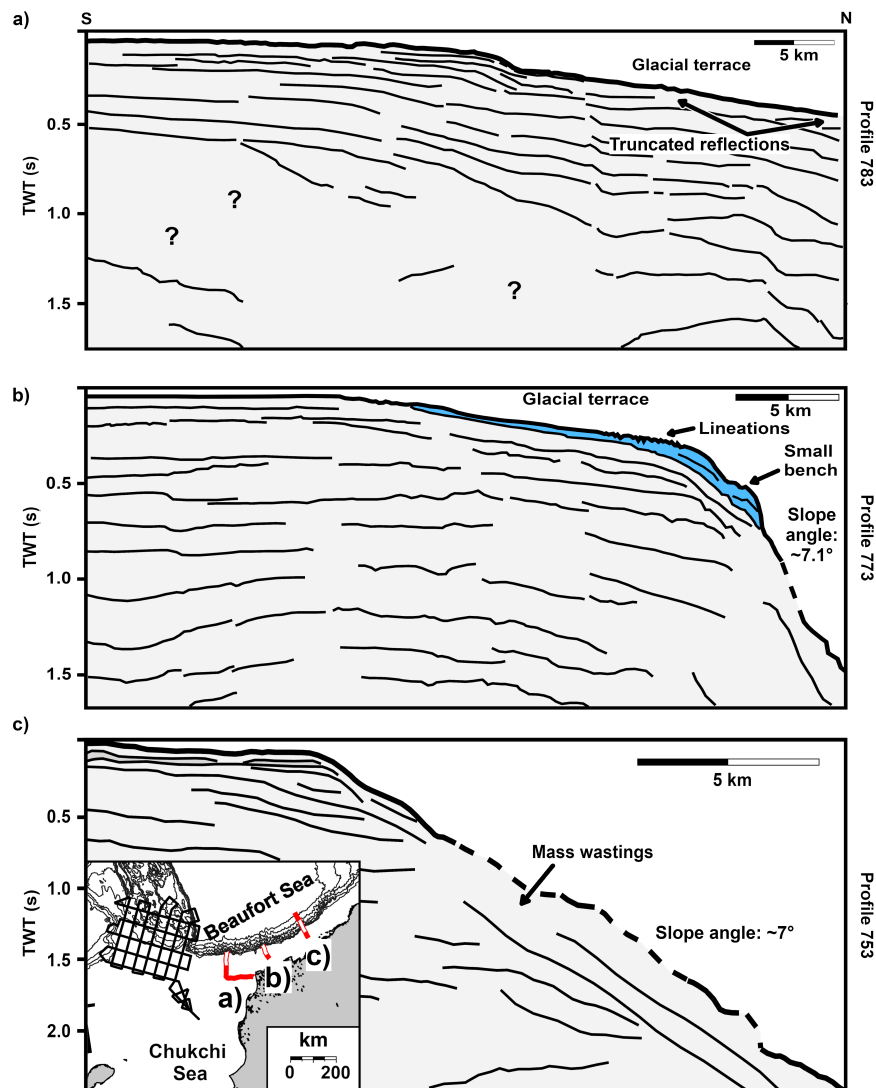 a)
S
N
5 km
Glacial terrace
Truncated reflections
0.5
1.0
1.5
TWT (s)
?
?
?
Profile 783
b)
Glacial terrace
5 km
Lineations
Small
bench
Slope
angle:
~7.1°
0.5
1.0
1.5
TWT (s)
Profile 773
c)
5 km
Mass wastings
Slope angle: ~7°
0.5
1.0
1.5
2.0
TWT (s)
Profile 753
Beaufort Sea
a)
b)
c)
Chukchi
Sea
km
0 200